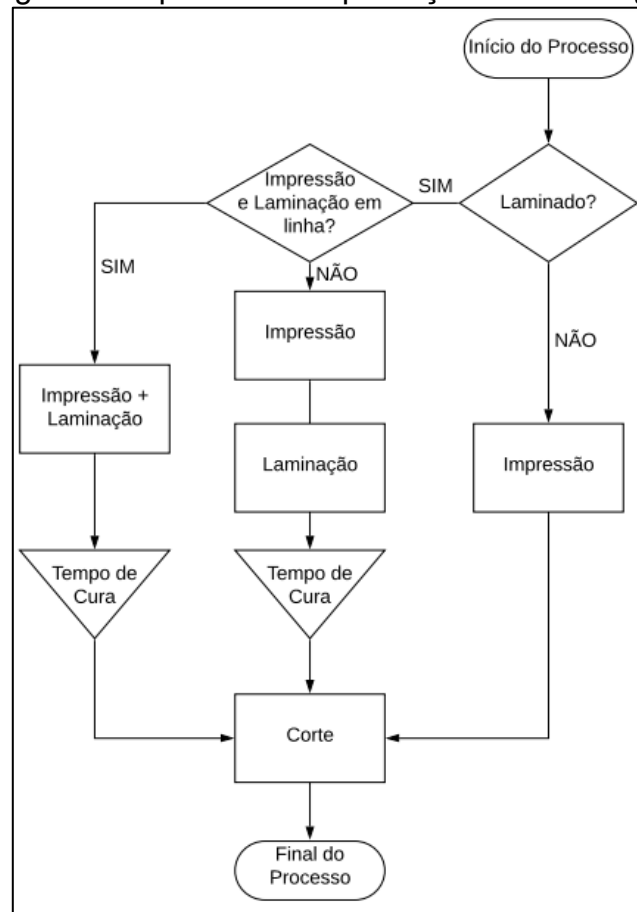 Início do Processo
Impressão
e Laminação em
linha?
SIM
Laminado?
SIM
NÃO
Impressão
NÃO
Impressão +
Laminação
Laminação
Impressão
Tempo de
Cura
Tempo de
Cura
Corte
Final do
Processo